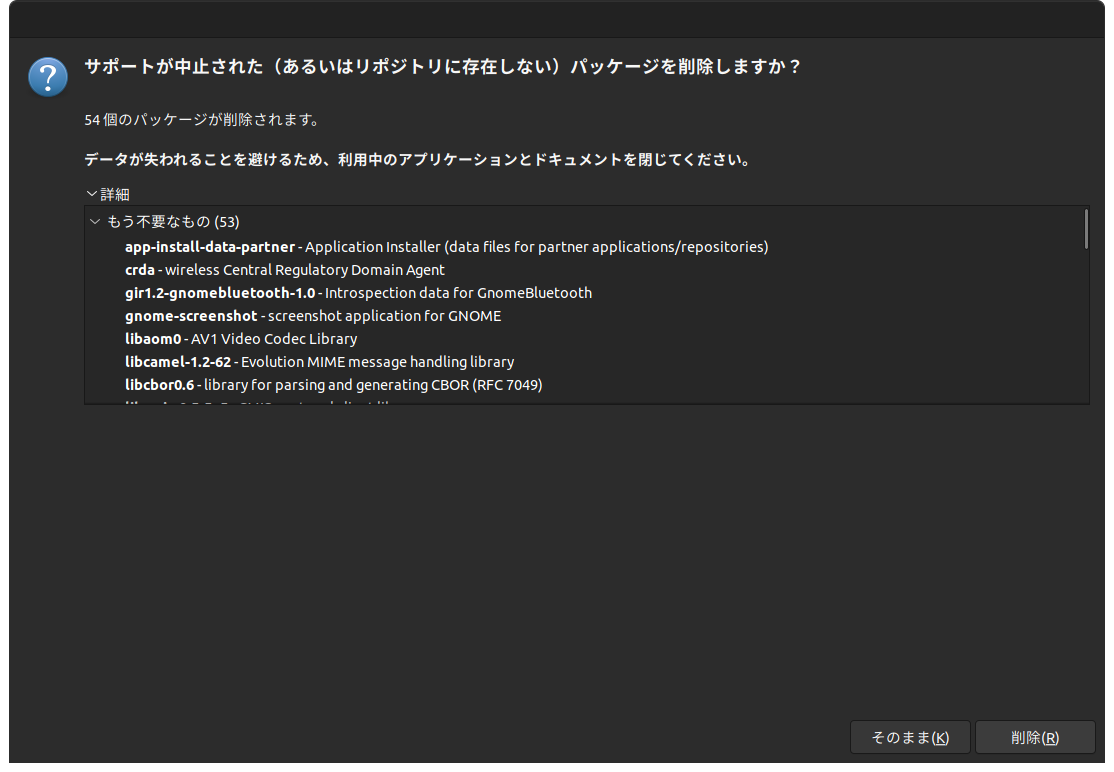 サポートが中止された（あるいはリポジトリに存在しない）パッケージを削除しますか？
54 個のパッケージが削除されます。
データが失われることを避けるため、利用中のアプリケーションとドキュメントを閉じてください。
詳細
もう不要なもの (53)
app-install-data-partner - Application Installer (data files for partner applications/repositories)
crda - wireless Central Regulatory Domain Agent
gir1.2-gnomebluetooth-1.0 - Introspection data for GnomeBluetooth
gnome-screenshot - screenshot application for GNOME
libaom0 - AV1 Video Codec Library
libcamel-1.2-62 - Evolution MIME message handling library
libcbor0.6 - library for parsing and generating CBOR (RFC 7049)
そのまま(K)
削除(R)